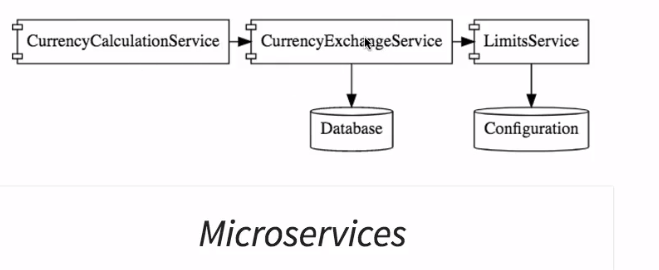 CurrencyCalculationService
CurrencyExchangeService
LimitsService
Database
Configuration
Microservices